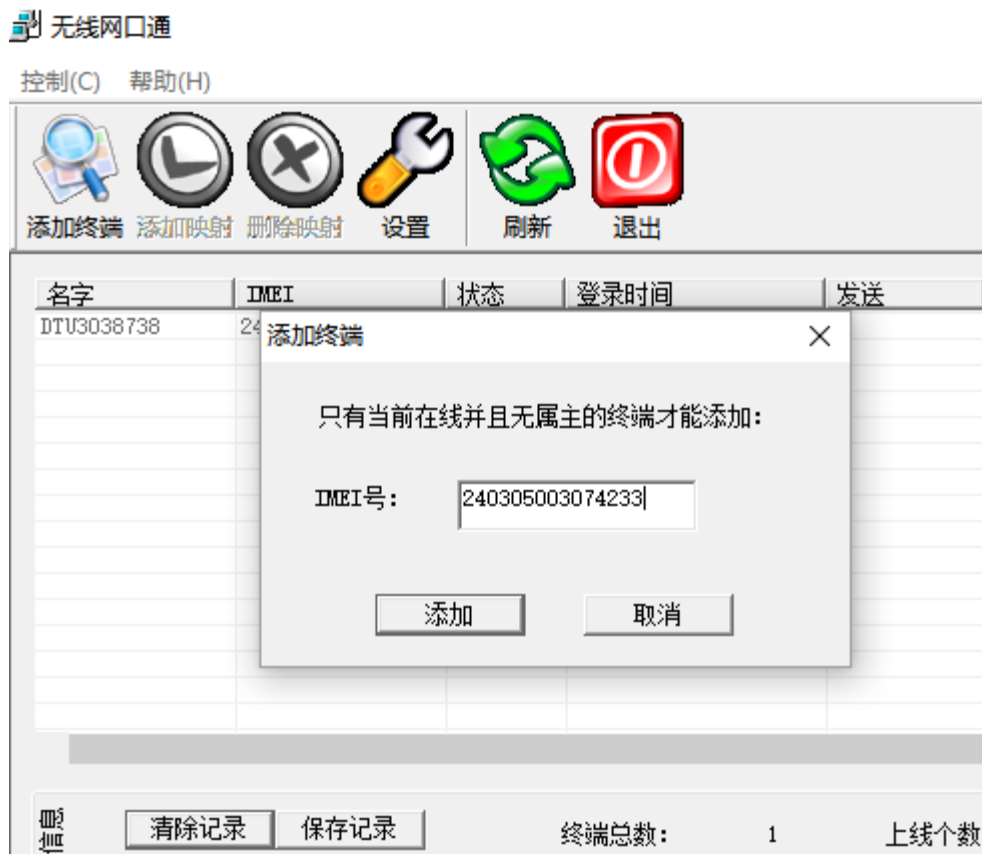 无线网口通
控制(C) 帮助(H)
添加终端 添加映射 删除映射 设置 刷新 退出
名字 IMEI 状态 登录时间 发送
DTU3038738 24
添加终端
只有当前在线并且无属主的终端才能添加:
IMEI号: 240305003074233
添加 取消
信息
清除记录 保存记录 终端总数: 1 上线个数